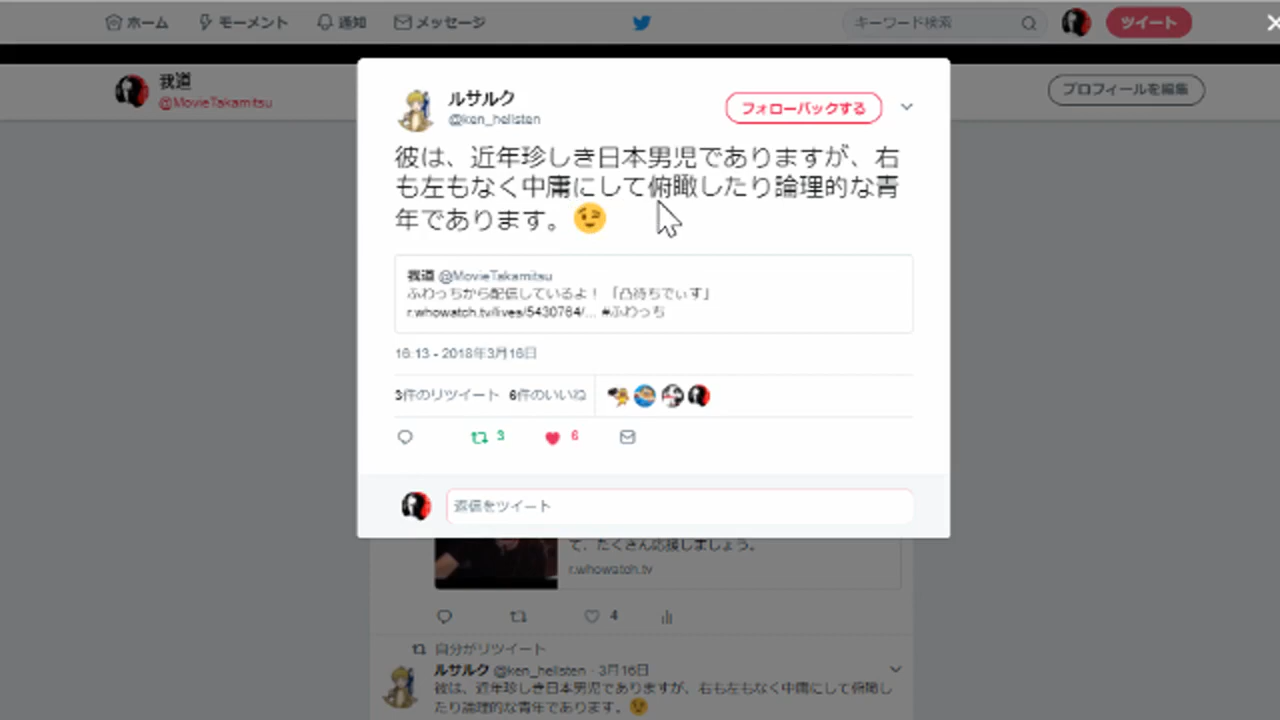 ホーム モーメント 通知 メッセージ キーワード検索 ツイート
我道
@MovieTakamitsu
プロフィールを編集
ルサルク
@ken_hellsten
フォローバックする
彼は、近年珍しき日本男児でありますが、右
も左もなく中庸にして俯瞰したり論理的な青
年であります。😉
我道 @MovieTakamitsu
ふわっちから配信しているよ！「凸待ちでぃす」
r.whowatch.tv/lives/5430764/... #ふわっち
16:13 - 2018年3月16日
3件のリツイート 6件のいいね
3 6
返信をツイート
て、たくさん応援しましょう。
r.whowatch.tv
4
自分がリツイート
ルサルク @ken_hellsten · 3月16日
彼は、近年珍しき日本男児でありますが、右も左もなく中庸にして俯瞰し
たり論理的な青年であります。😉